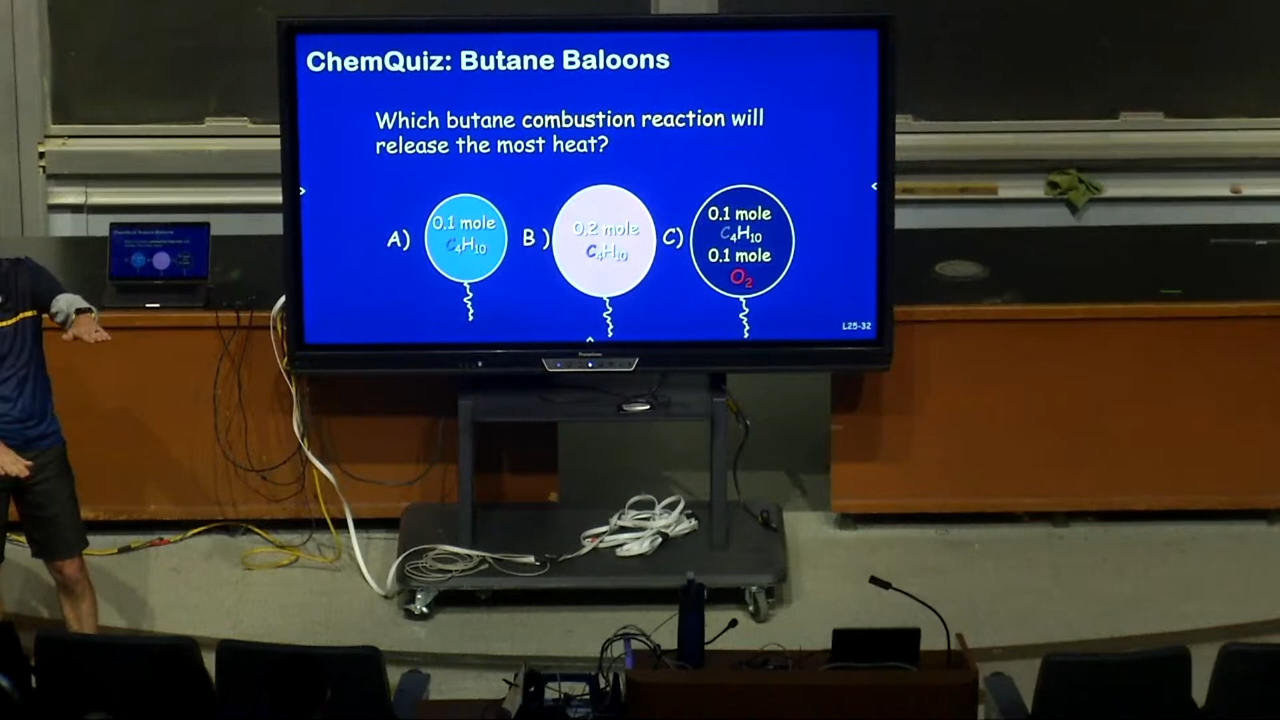 ChemQuiz: Butane Baloons
Which butane combustion reaction will
release the most heat?
A)
0.1 mole
C4H10
B )
0.2 mole
C4H10
C)
0.1 mole
C4H10
0.1 mole
O2
L25-32